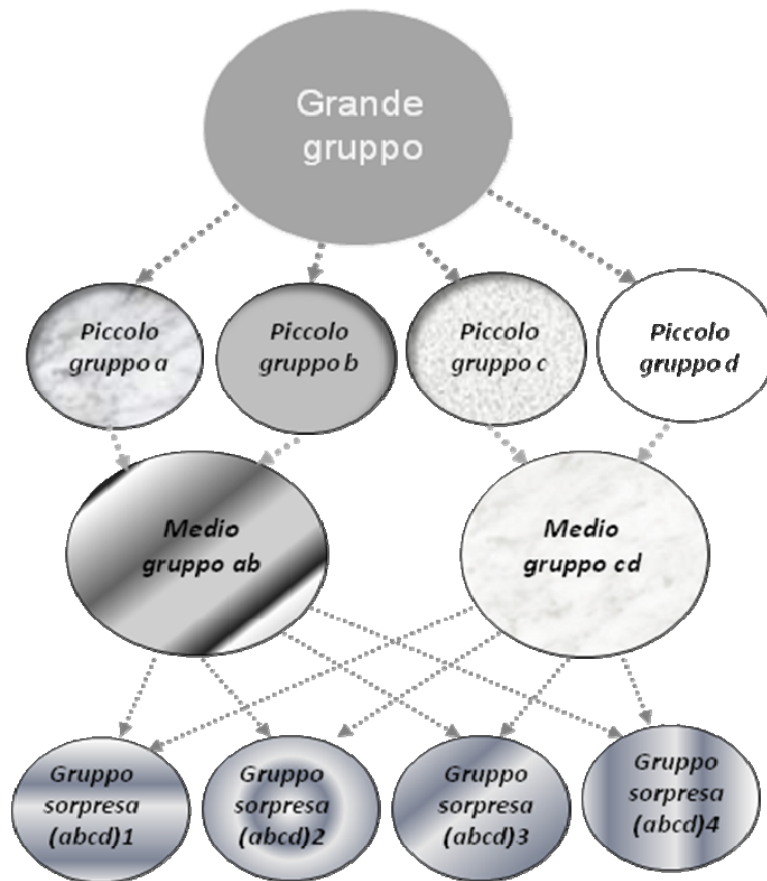 Grande
gruppo
Piccolo
gruppo a
Piccolo
gruppo b
Piccolo
gruppo c
Piccolo
gruppo d
Medio
gruppo ab
Medio
gruppo cd
Gruppo
sorpresa
(abcd)1
Gruppo
sorpresa
(abcd)2
Gruppo
sorpresa
(abcd)3
Gruppo
sorpresa
(abcd)4